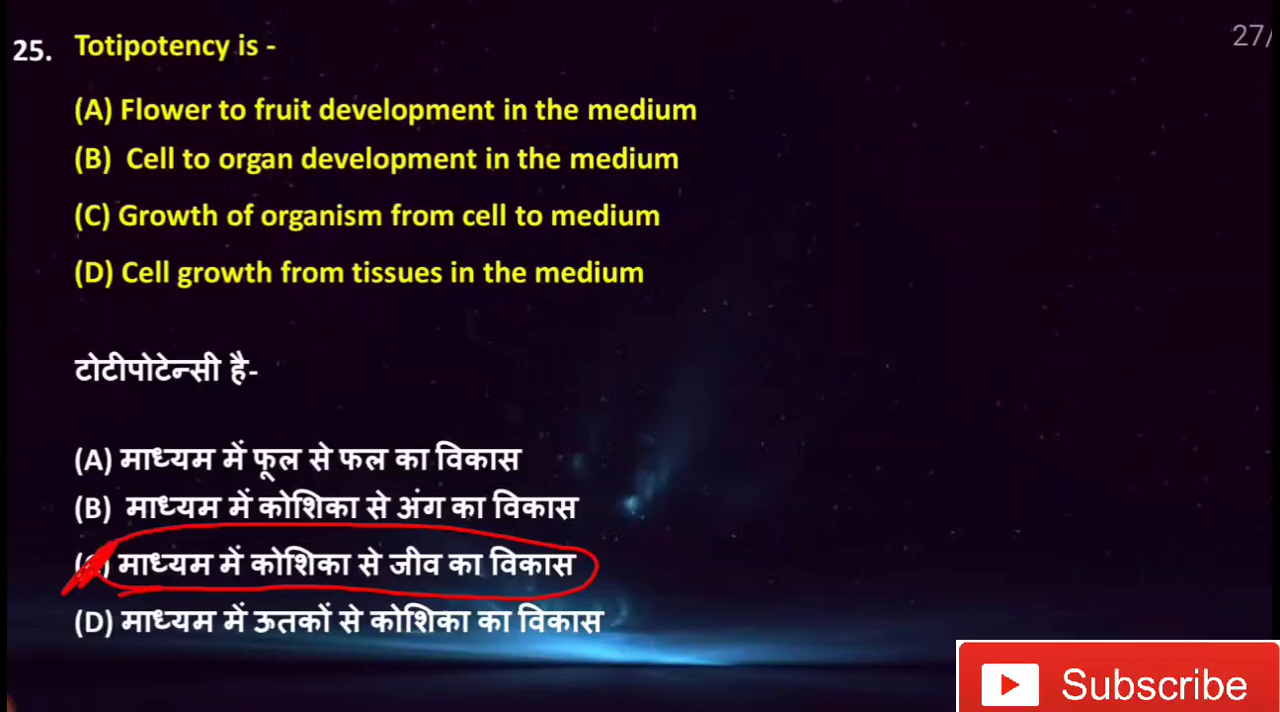 27/
25. Totipotency is -
(A) Flower to fruit development in the medium
(B) Cell to organ development in the medium
(C) Growth of organism from cell to medium
(D) Cell growth from tissues in the medium
टोटीपोटेन्सी है-
(A) माध्यम में फूल से फल का विकास
(B) माध्यम में कोशिका से अंग का विकास
(C) माध्यम में कोशिका से जीव का विकास
(D) माध्यम में ऊतकों से कोशिका का विकास
Subscribe